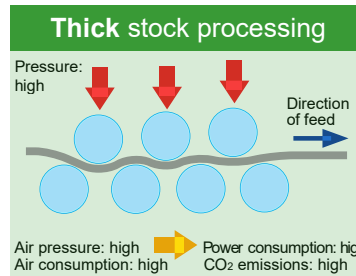 Thick stock processing
Pressure:
high
Direction
of feed
Air pressure: high
Power consumption: hig
Air consumption: high
CO₂ emissions: high